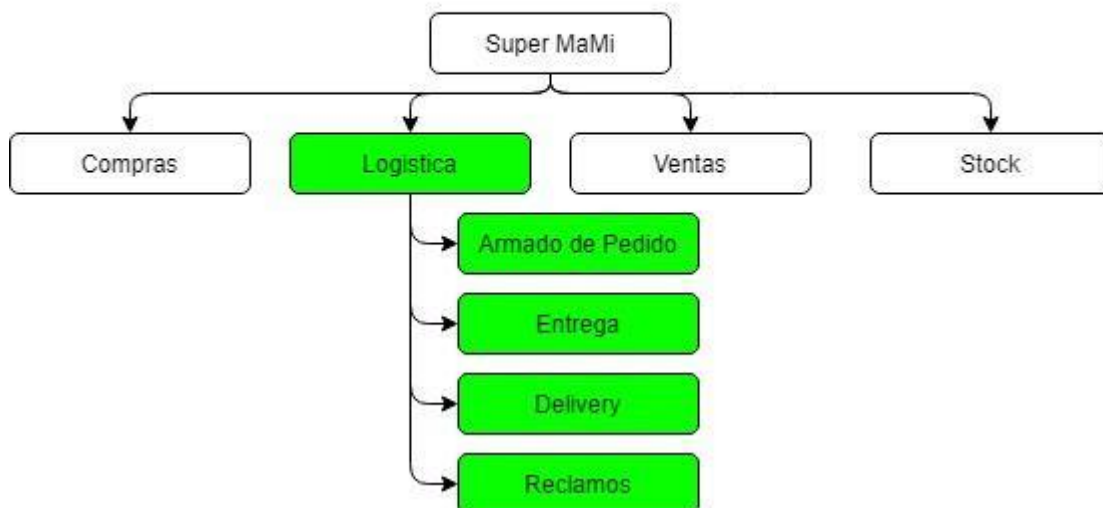 Super MaMi
Compras
Logistica
Ventas
Stock
Armado de Pedido
Entrega
Delivery
Reclamos